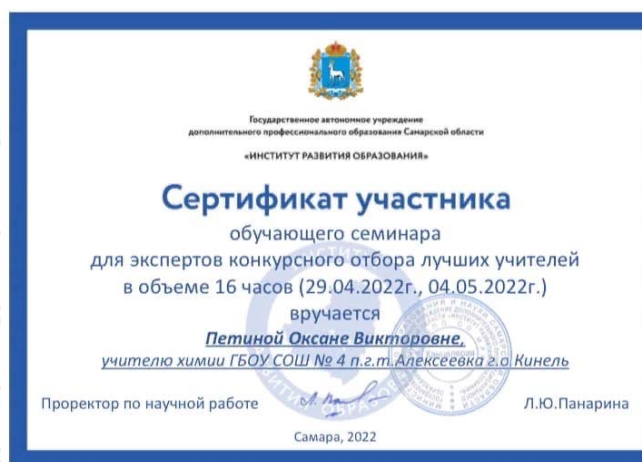 Государственное автономное учреждение
дополнительного профессионального образования Самарской области
«ИНСТИТУТ РАЗВИТИЯ ОБРАЗОВАНИЯ»
Сертификат участника
обучающего семинара
для экспертов конкурсного отбора лучших учителей
в объеме 16 часов (29.04.2022г., 04.05.2022г.)
вручается
Петиной Оксане Викторовне,
учителю химии ГБОУ СОШ № 4 п.г.т.Алексеевка г.о.Кинель
Проректор по научной работе Л.Ю.Панарина
Самара, 2022